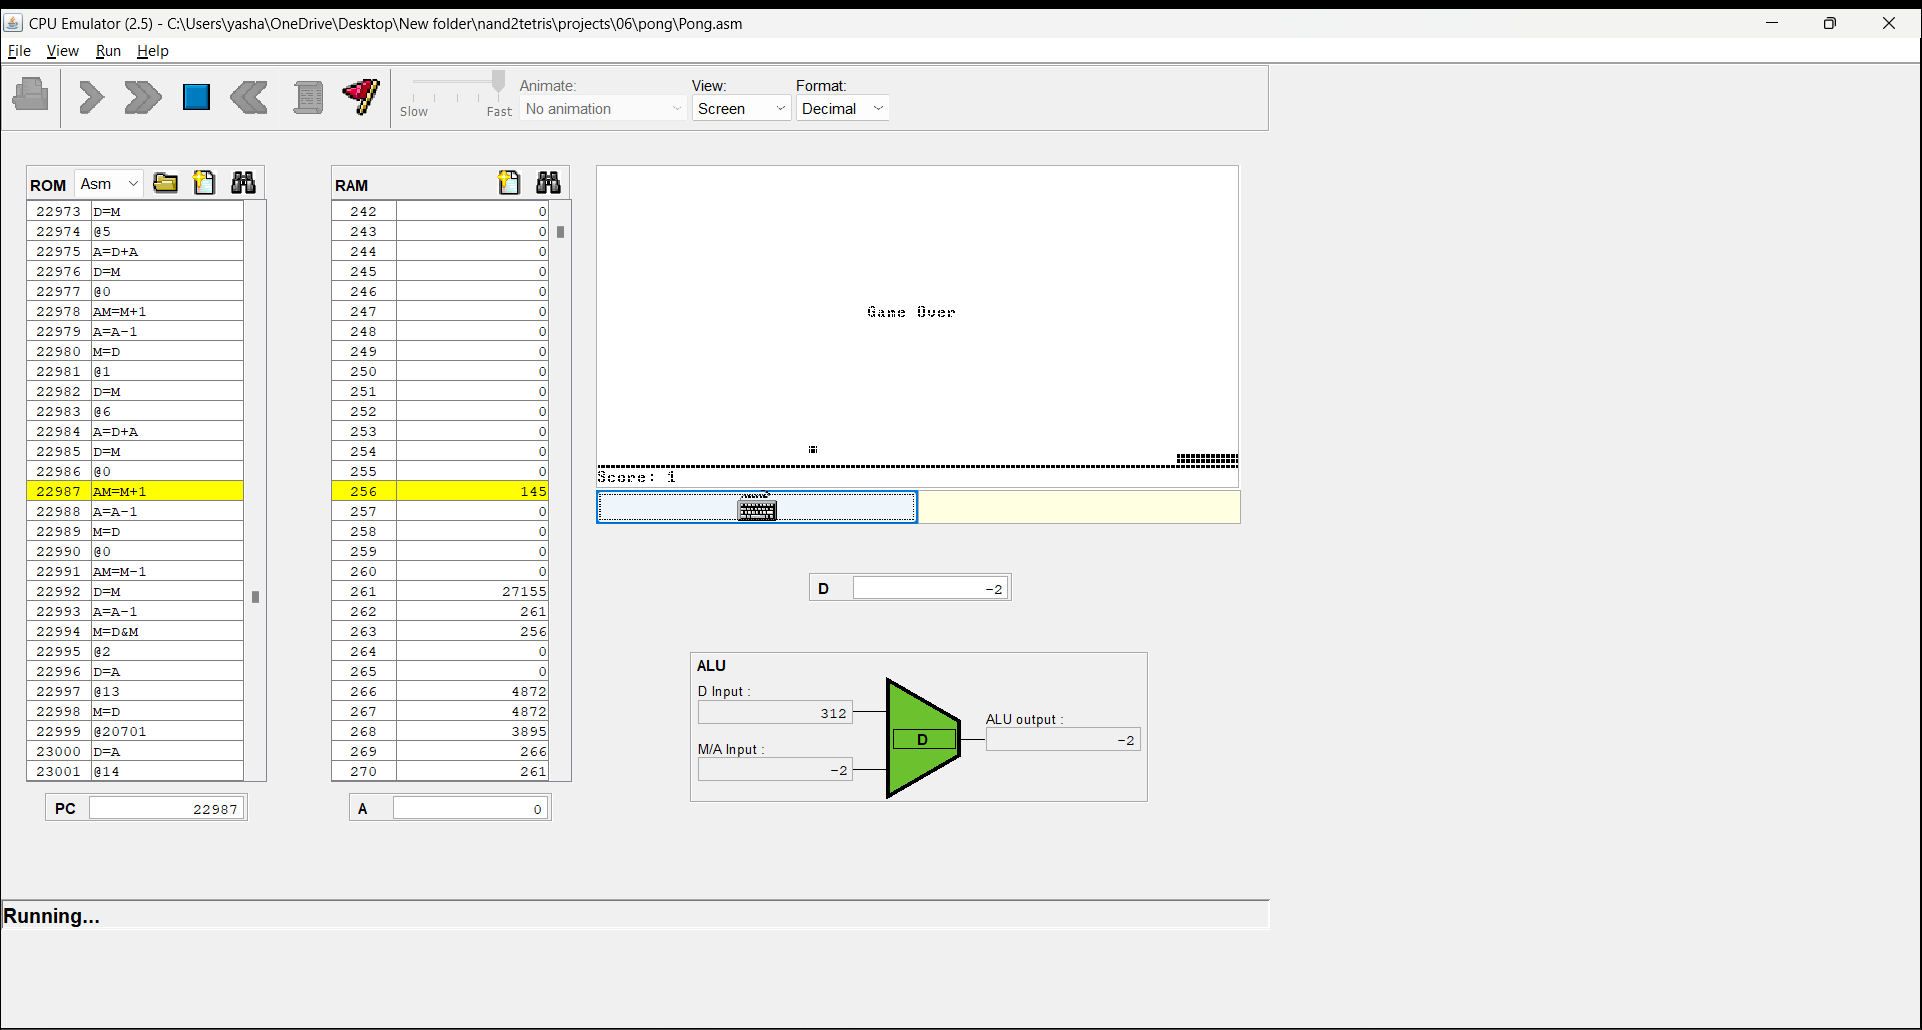 CPU Emulator (2.5) - C:\Users\yasha\OneDrive\Desktop\New folder\nand2tetris\projects\06\pong\Pong.asm
File View Run Help
Slow Fast
Animate:
No animation
View:
Screen
Format:
Decimal
ROM Asm
22973 D=M
22974 @5
22975 A=D+A
22976 D=M
22977 @0
22978 AM=M+1
22979 A=A-1
22980 M=D
22981 @1
22982 D=M
22983 @6
22984 A=D+A
22985 D=M
22986 @0
22987 AM=M+1
22988 A=A-1
22989 M=D
22990 @0
22991 AM=M-1
22992 D=M
22993 A=A-1
22994 M=D&M
22995 @2
22996 D=A
22997 @13
22998 M=D
22999 @20701
23000 D=A
23001 @14
PC 22987
RAM
242 0
243 0
244 0
245 0
246 0
247 0
248 0
249 0
250 0
251 0
252 0
253 0
254 0
255 0
256 145
257 0
258 0
259 0
260 0
261 27155
262 261
263 256
264 0
265 0
266 4872
267 4872
268 3895
269 266
270 261
A 0
Game Over
Score: 1
D -2
ALU
D Input :
312
M/A Input :
-2
D
ALU output :
-2
Running...